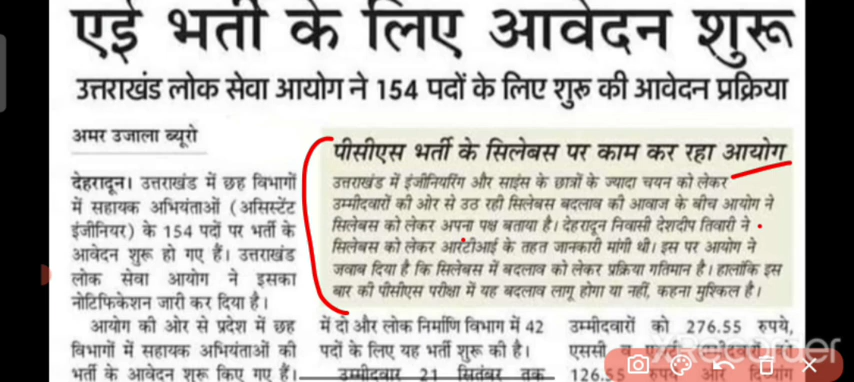 एई भर्ती के लिए आवेदन शुरू
उत्तराखंड लोक सेवा आयोग ने 154 पदों के लिए शुरू की आवेदन प्रक्रिया
अमर उजाला ब्यूरो
देहरादून। उत्तराखंड में छह विभागों
में सहायक अभियंताओं (असिस्टेंट
इंजीनियर) के 154 पदों पर भर्ती के
आवेदन शुरू हो गए हैं। उत्तराखंड
लोक सेवा आयोग ने इसका
नोटिफिकेशन जारी कर दिया है।
आयोग की ओर से प्रदेश में छह
विभागों में सहायक अभियंताओं की
भर्ती के आवेदन शुरू किए गए हैं।
पीसीएस भर्ती के सिलेबस पर काम कर रहा आयोग
उत्तराखंड में इंजीनियरिंग और साइंस के छात्रों के ज्यादा चयन को लेकर
उम्मीदवारों की ओर से उठ रही सिलेबस बदलाव की आवाज के बीच आयोग ने
सिलेबस को लेकर अपना पक्ष बताया है। देहरादून निवासी देशदीप तिवारी ने
सिलेबस को लेकर आरटीआई के तहत जानकारी मांगी थी। इस पर आयोग ने
जवाब दिया है कि सिलेबस में बदलाव को लेकर प्रक्रिया गतिमान है। हालांकि इस
बार की पीसीएस परीक्षा में यह बदलाव लागू होगा या नहीं, कहना मुश्किल है।
में दो और लोक निर्माण विभाग में 42
पदों के लिए यह भर्ती शुरू की है।
उम्मीदवार 21 सितंबर तक
उम्मीदवारों को 276.55 रुपये,
एससी
126.55